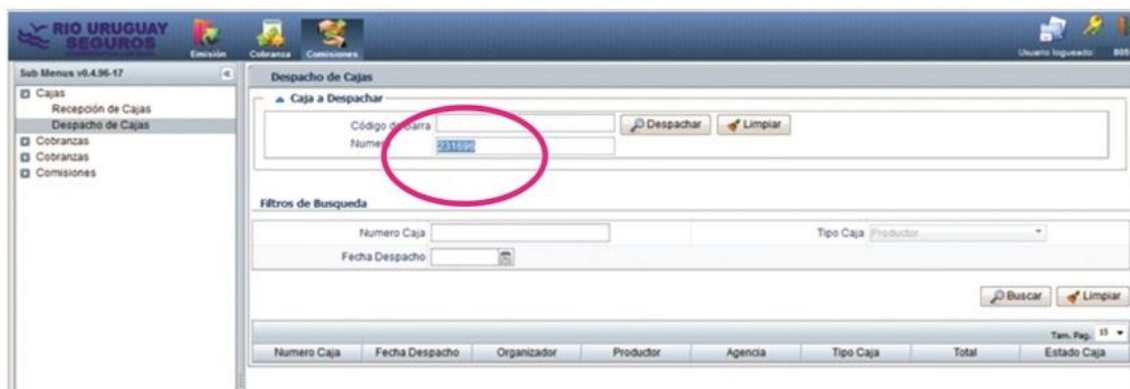 RIO URUGUAY
SEGUROS
Emisión
Cobranza
Comisiones
Usuario logueado:
Sub Menus v0.4.96-17
Cajas
Recepción de Cajas
Despacho de Cajas
Cobranzas
Cobranzas
Comisiones
Despacho de Cajas
Caja a Despachar
Código de Barra
Despachar
Limpiar
231696
Filtros de Busqueda
Numero Caja
Tipo Caja
Productor
Fecha Despacho
Buscar
Limpiar
Tam. Pag. 15
Numero Caja Fecha Despacho Organizador Productor Agencia Tipo Caja Total Estado Caja